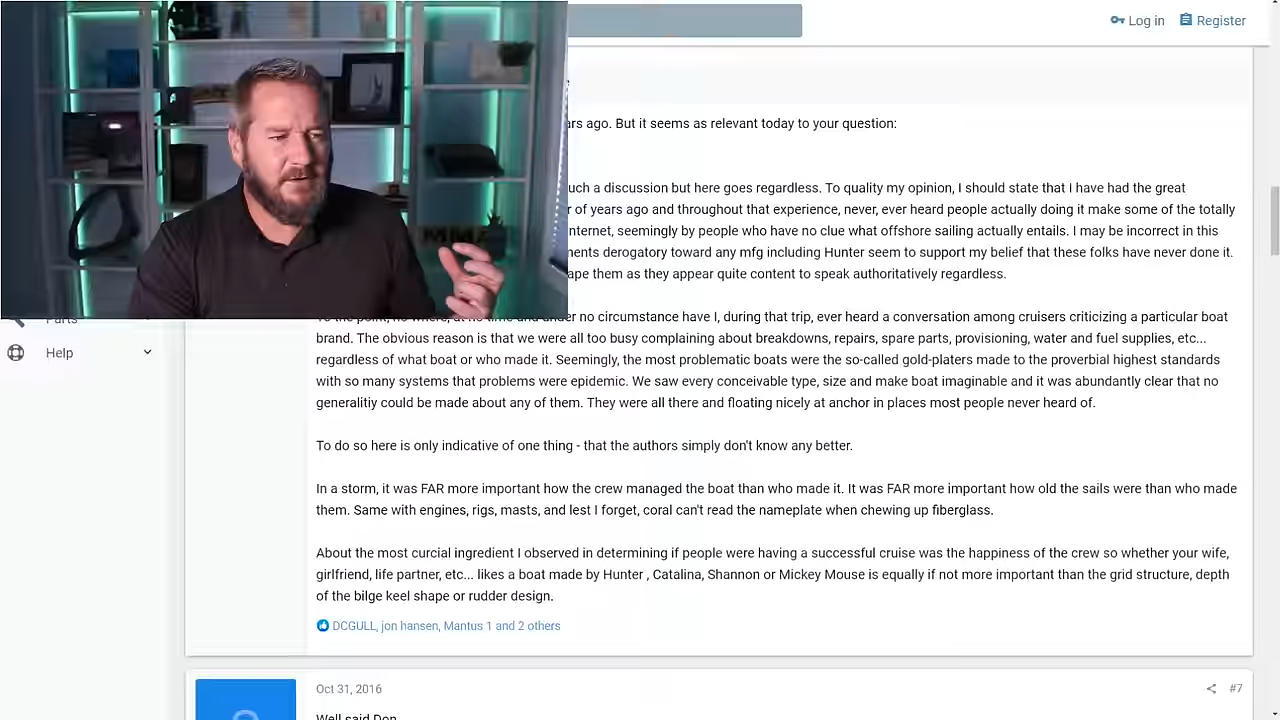 Log in
Register
ars ago. But it seems as relevant today to your question:
uch a discussion but here goes regardless. To quality my opinion, I should state that I have had the great
r of years ago and throughout that experience, never, ever heard people actually doing it make some of the totally
nternet, seemingly by people who have no clue what offshore sailing actually entails. I may be incorrect in this
nents derogatory toward any mfg including Hunter seem to support my belief that these folks have never done it.
ape them as they appear quite content to speak authoritatively regardless.
Parts
To the point, no where, at no time and under no circumstance have I, during that trip, ever heard a conversation among cruisers criticizing a particular boat
brand. The obvious reason is that we were all too busy complaining about breakdowns, repairs, spare parts, provisioning, water and fuel supplies, etc...
Help
regardless of what boat or who made it. Seemingly, the most problematic boats were the so-called gold-platers made to the proverbial highest standards
with so many systems that problems were epidemic. We saw every conceivable type, size and make boat imaginable and it was abundantly clear that no
generalitiy could be made about any of them. They were all there and floating nicely at anchor in places most people never heard of.
To do so here is only indicative of one thing - that the authors simply don't know any better.
In a storm, it was FAR more important how the crew managed the boat than who made it. It was FAR more important how old the sails were than who made
them. Same with engines, rigs, masts, and lest I forget, coral can't read the nameplate when chewing up fiberglass.
About the most curcial ingredient I observed in determining if people were having a successful cruise was the happiness of the crew so whether your wife,
girlfriend, life partner, etc... likes a boat made by Hunter , Catalina, Shannon or Mickey Mouse is equally if not more important than the grid structure, depth
of the bilge keel shape or rudder design.
DCGULL, jon hansen, Mantus 1 and 2 others
Oct 31, 2016
#7
Well said Don